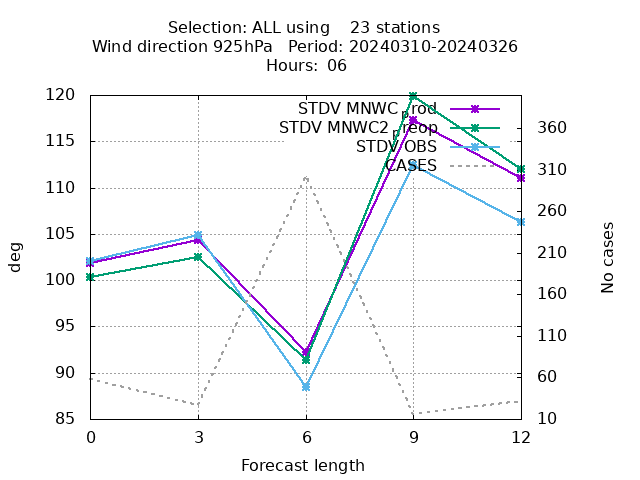 Selection: ALL using    23 stations
Wind direction 925hPa   Period: 20240310-20240326
Hours: 06
STDV MNWC_prod
STDV MNWC2_preop
STDV OBS
CASES
120
115
110
105
100
95
90
85
360
310
260
210
160
110
60
10
deg
No cases
0 3 6 9 12
Forecast length